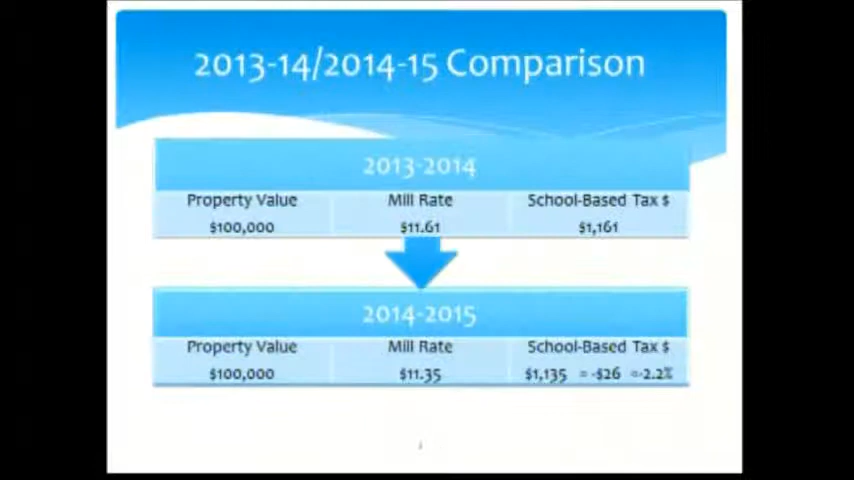 2013-14/2014-15 Comparison
2013-2014
Property Value Mill Rate School-Based Tax $
$100,000 $11.61 $1,161
2014-2015
Property Value Mill Rate School-Based Tax $
$100,000 $11.35 $1,135 = -$26 =-2.2%